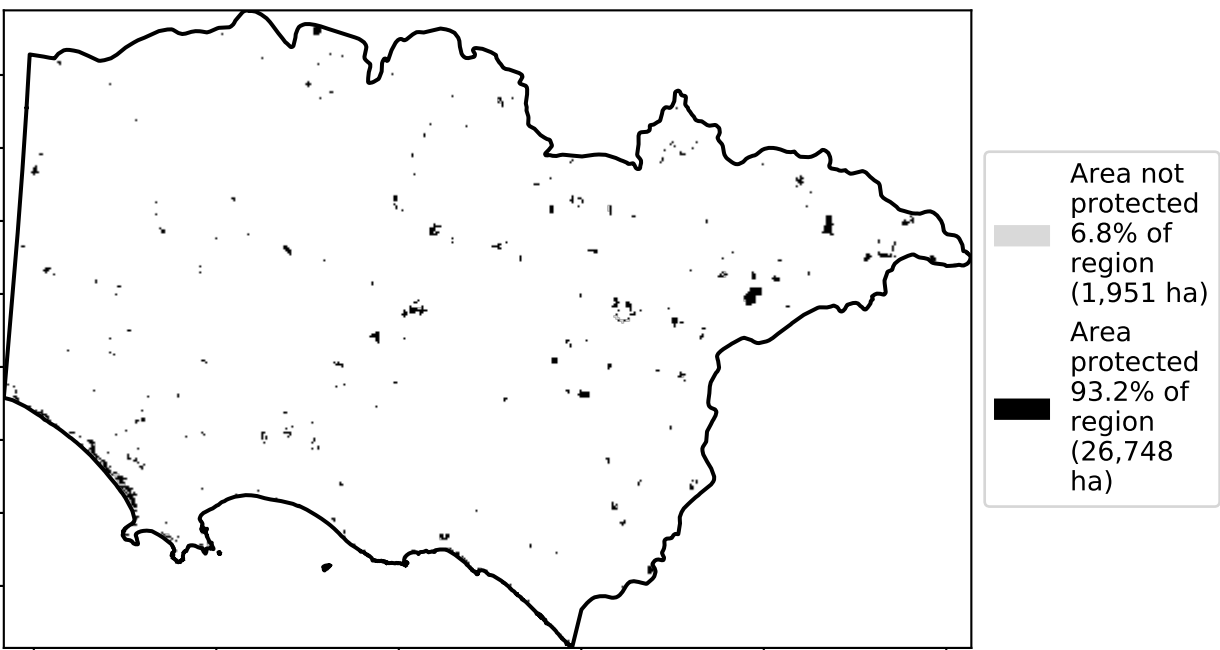 Area not
protected
6.8% of
region
(1,951 ha)
Area
protected
93.2% of
region
(26,748
ha)